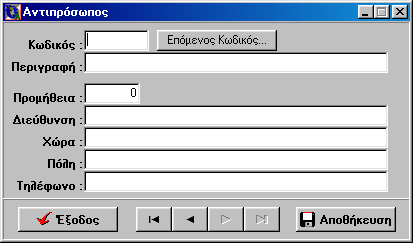 Αντιπρόσωπος
Κωδικός : Επόμενος Κωδικός...
Περιγραφή :
Προμήθεια : 0
Διεύθυνση :
Χώρα :
Πόλη :
Τηλέφωνο :
Έξοδος Αποθήκευση